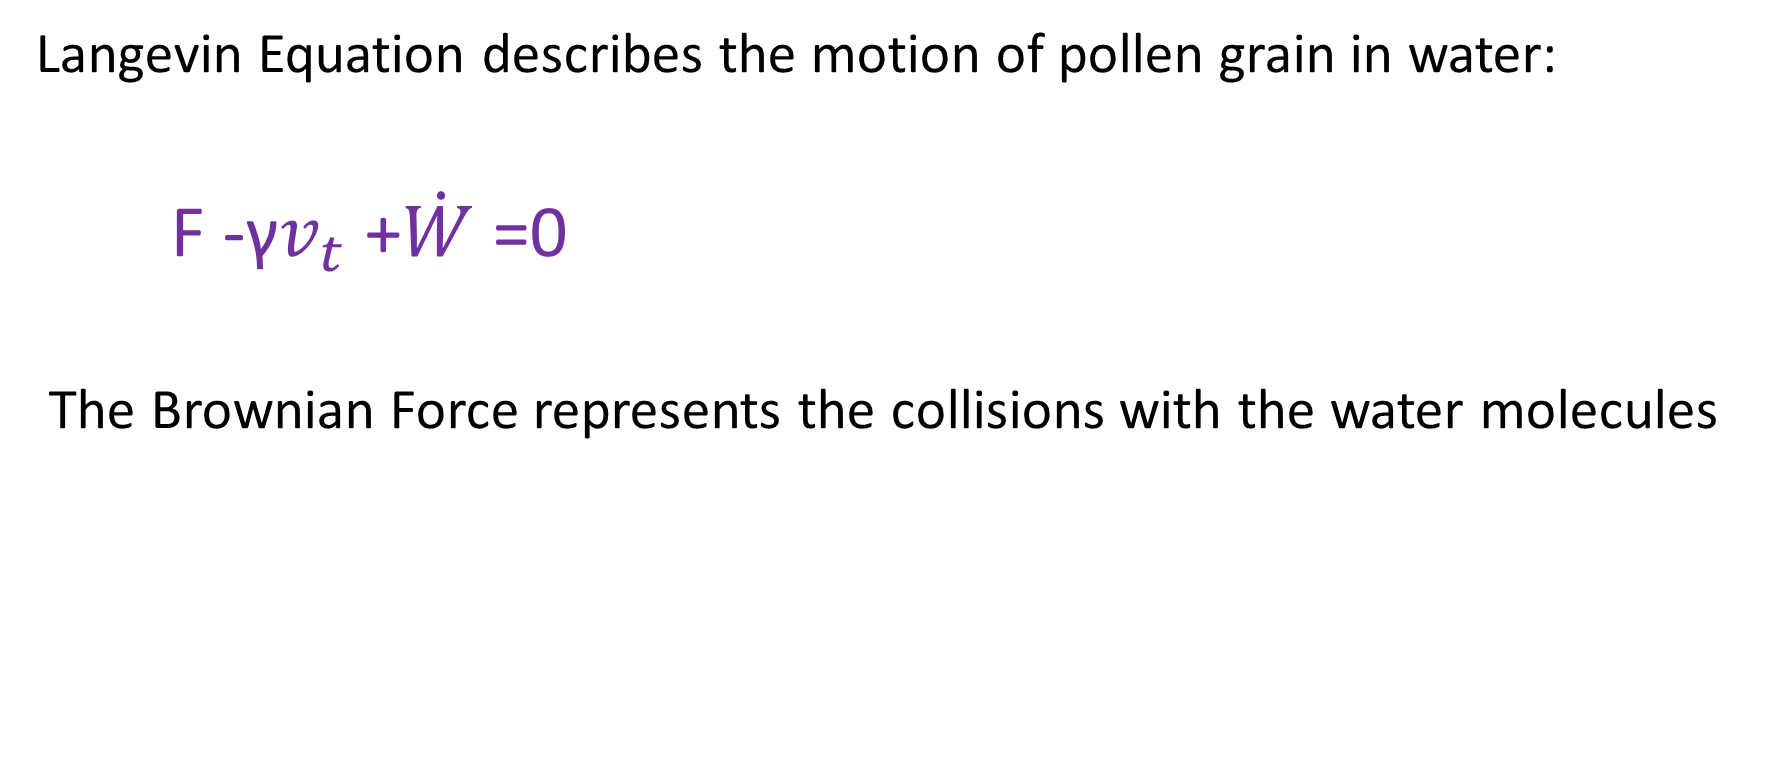 Langevin Equation describes the motion of pollen grain in water:
F -γ𝑣ₜ +Ẇ =0
The Brownian Force represents the collisions with the water molecules